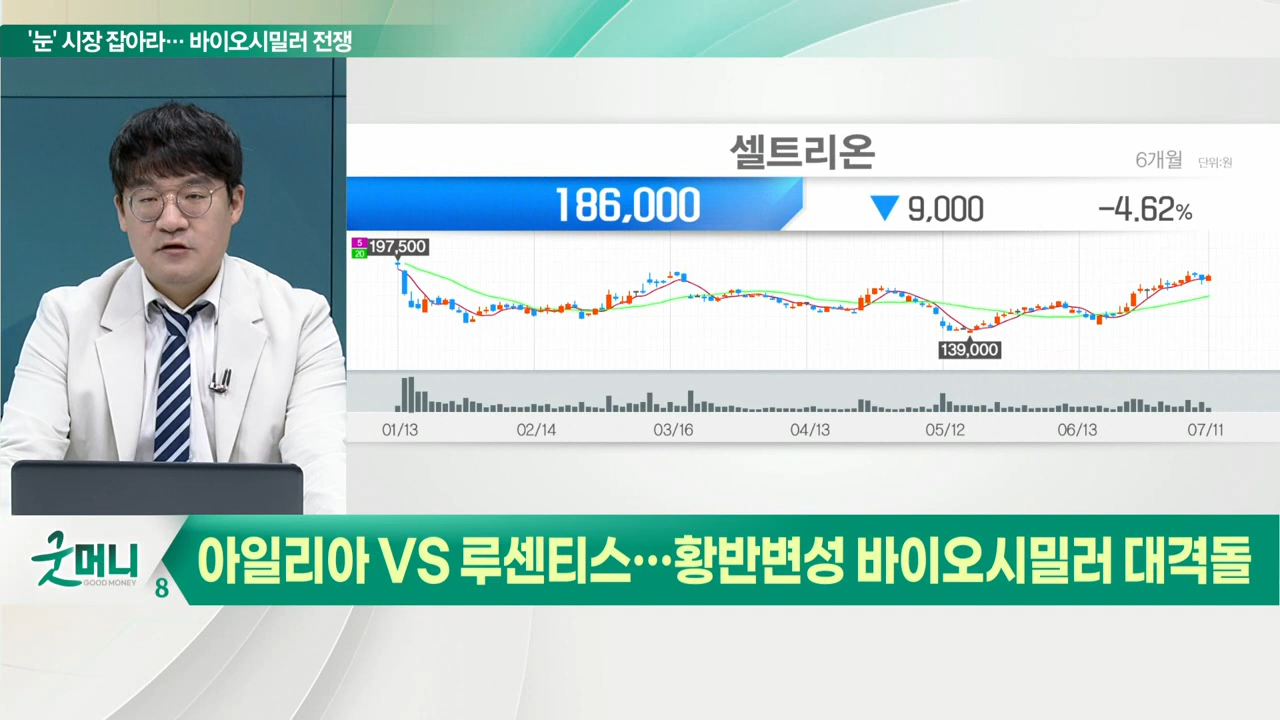 '눈' 시장 잡아라… 바이오시밀러 전쟁
셀트리온
6개월 단위:원
186,000 ▼ 9,000 -4.62%
5
20
197,500
139,000
01/13 02/14 03/16 04/13 05/12 06/13 07/11
굿머니
GOOD MONEY
8
아일리아 VS 루센티스…황반변성 바이오시밀러 대격돌